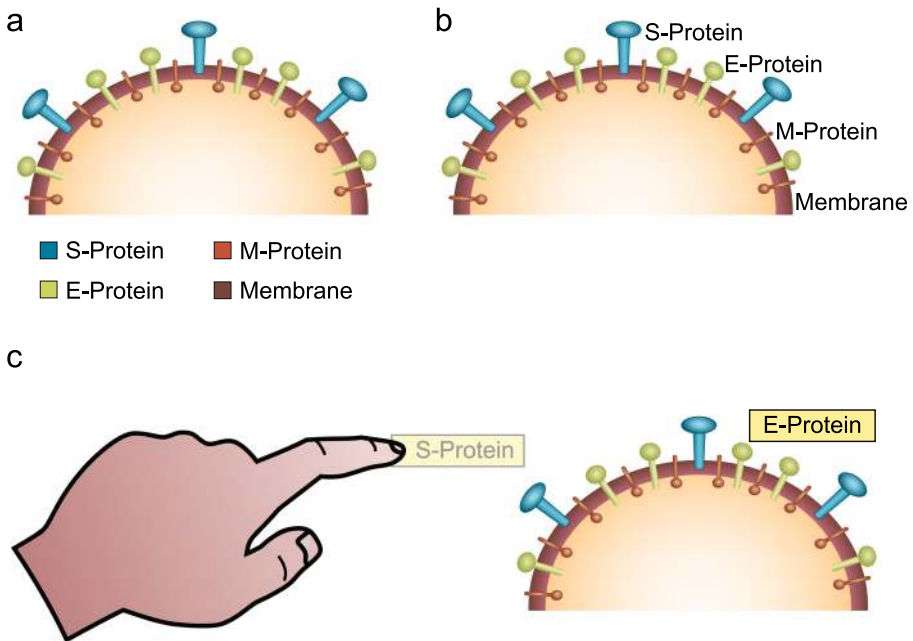 a
b
S-Protein
E-Protein
M-Protein
Membrane
S-Protein
M-Protein
E-Protein
Membrane
c
S-Protein
E-Protein